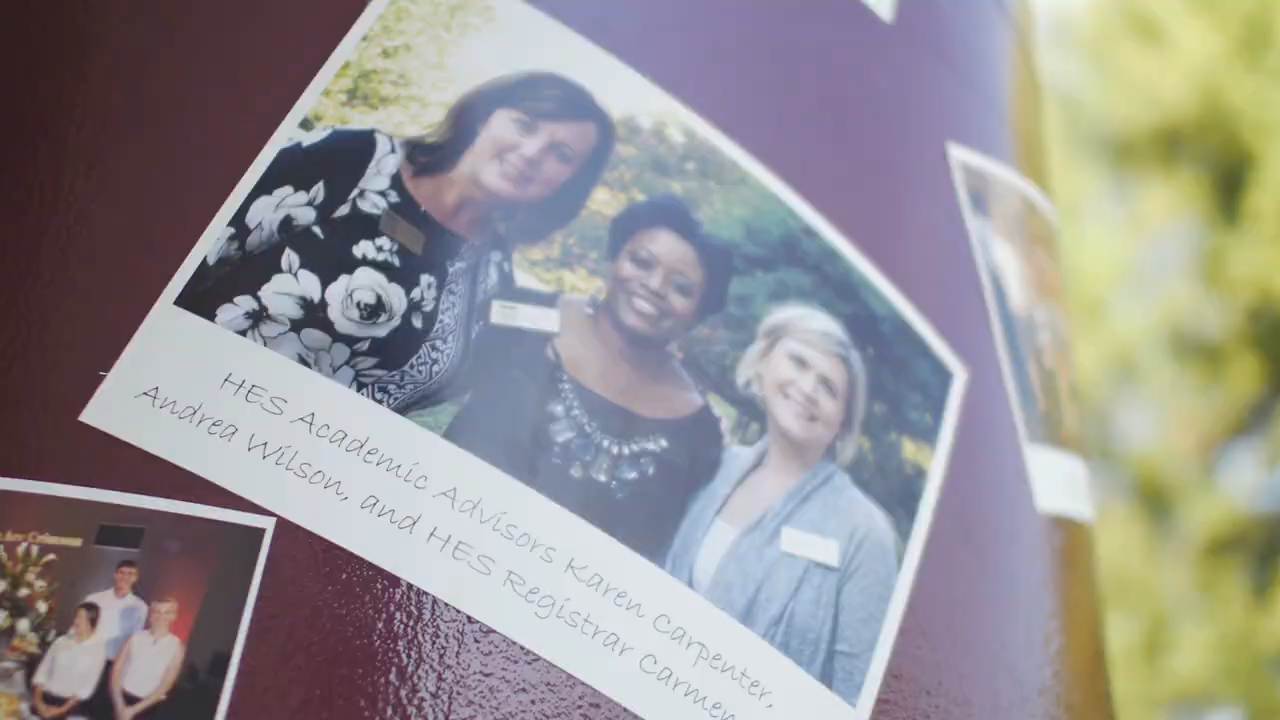 HES Academic Advisors Karen Carpenter,
Andrea Wilson, and HES Registrar Carmen